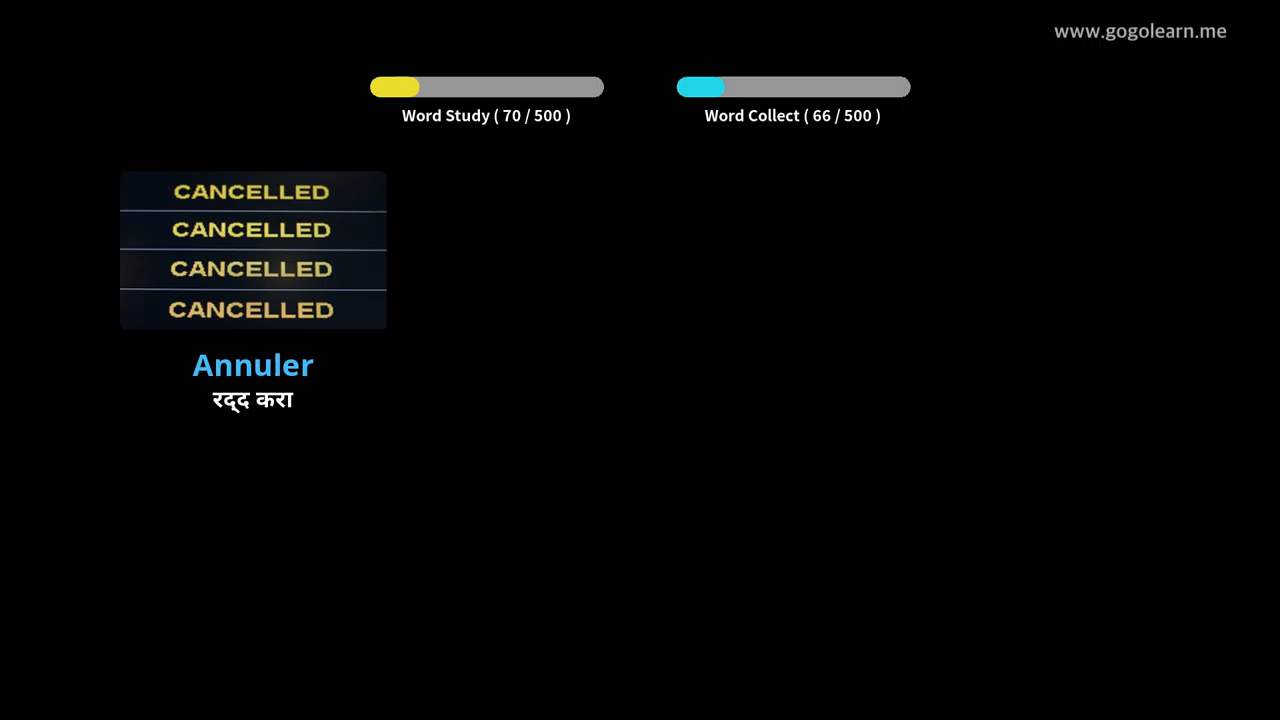 www.gogolearn.me
Word Study ( 70 / 500 )
Word Collect ( 66 / 500 )
CANCELLED
CANCELLED
CANCELLED
CANCELLED
Annuler
रद्द करा